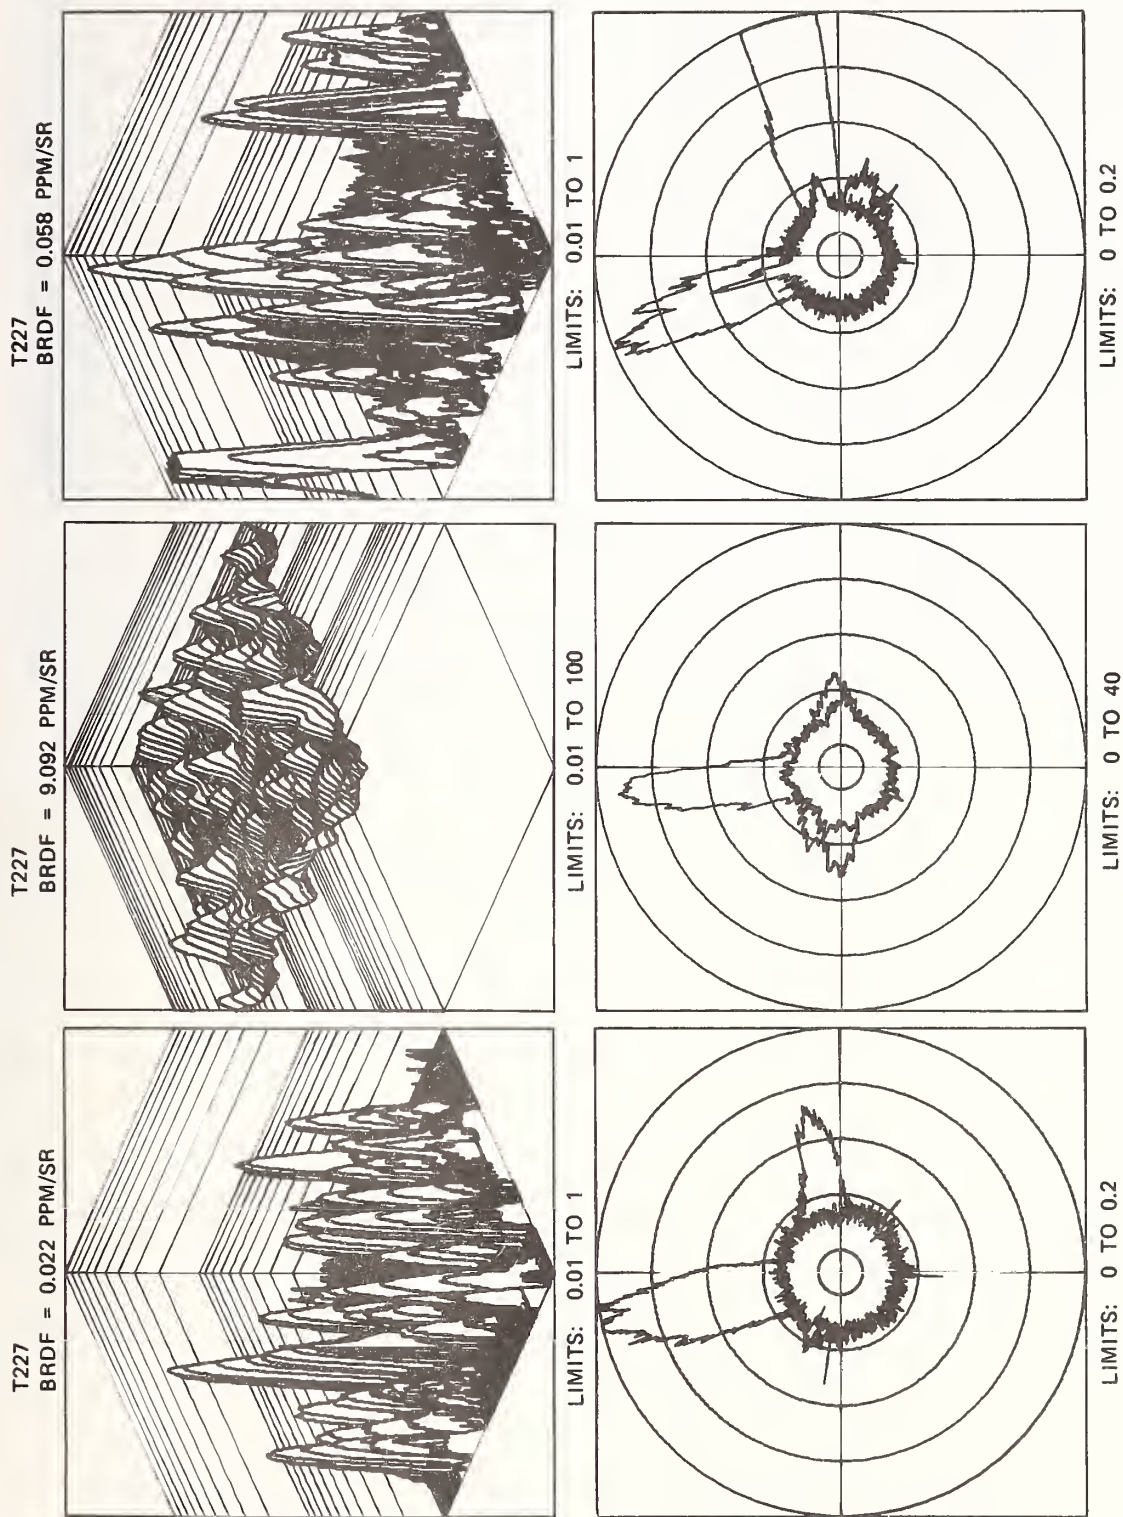 T227
BRDF = 0.022 PPM/SR
LIMITS: 0.01 TO 1
LIMITS: 0 TO 0.2
T227
BRDF = 9.092 PPM/SR
LIMITS: 0.01 TO 100
LIMITS: 0 TO 40
T227
BRDF = 0.058 PPM/SR
LIMITS: 0.01 TO 1
LIMITS: 0 TO 0.2